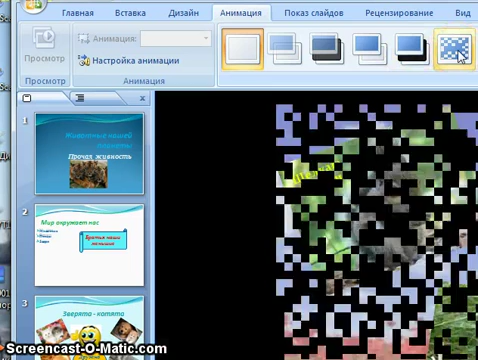 Главная Вставка Дизайн Анимация Показ слайдов Рецензирование Вид
Просмотр
Анимация:
Настройка анимации
Просмотр Анимация
1
Животные нашей
планеты
Прочая живность
2
Мир окружает нас
Братья наши
меньшие
3
Зверята - котята
Screencast-O-Matic.com